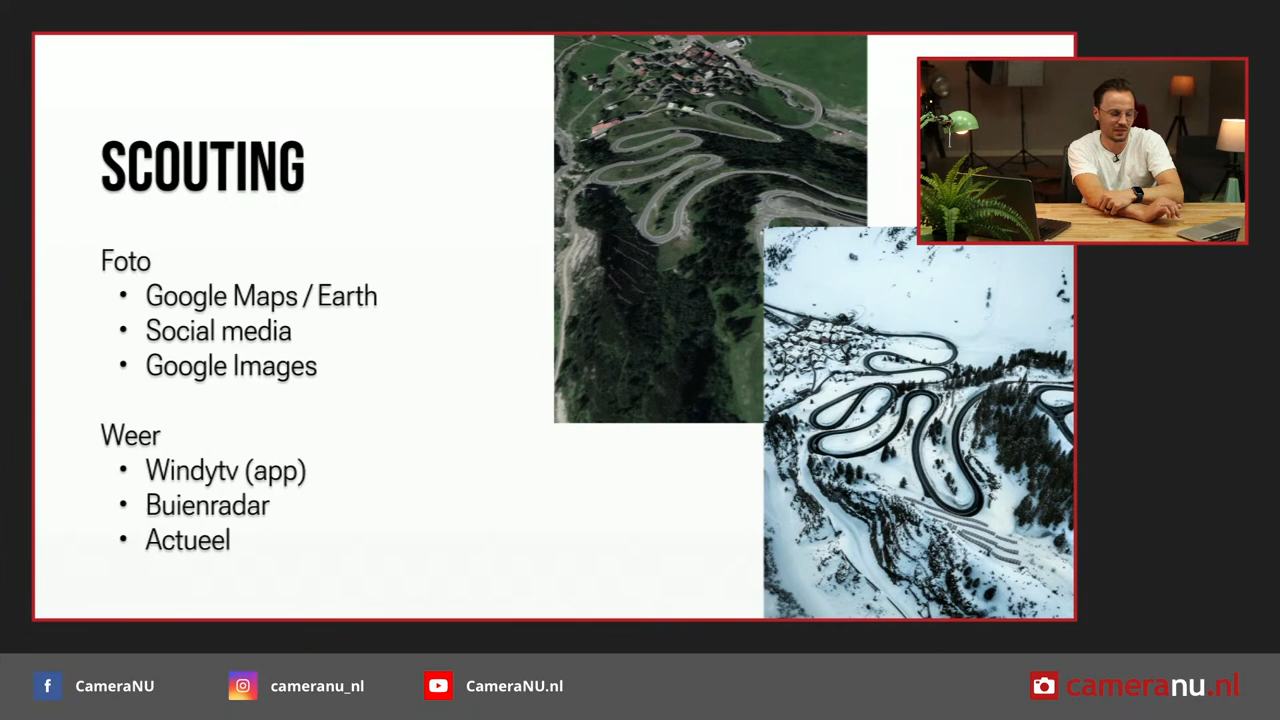 SCOUTING
Foto
• Google Maps / Earth
• Social media
• Google Images
Weer
• Windytv (app)
• Buienradar
• Actueel
CameraNU
cameranu_nl
CameraNU.nl
cameranu.nl